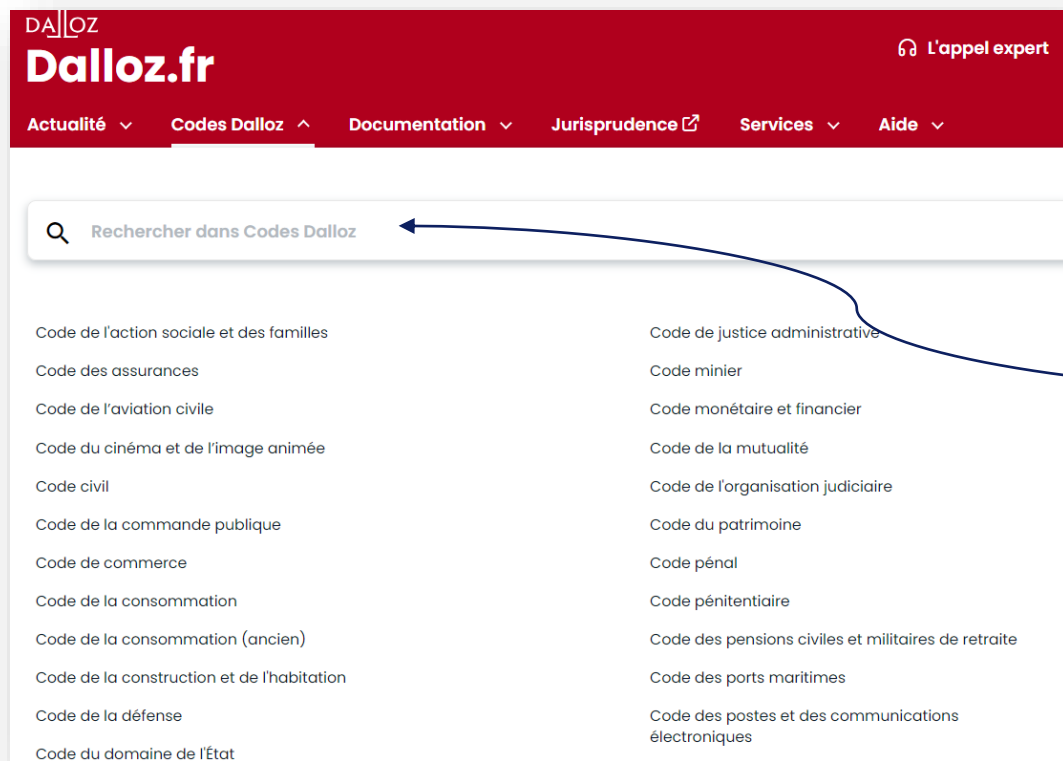 DALLOZ
Dalloz.fr
L'appel expert
Actualité
Codes Dalloz
Documentation
Jurisprudence
Services
Aide
Rechercher dans Codes Dalloz
Code de l'action sociale et des familles
Code des assurances
Code de l’aviation civile
Code du cinéma et de l’image animée
Code civil
Code de la commande publique
Code de commerce
Code de la consommation
Code de la consommation (ancien)
Code de la construction et de l'habitation
Code de la défense
Code du domaine de l'État
Code de justice administrative
Code minier
Code monétaire et financier
Code de la mutualité
Code de l'organisation judiciaire
Code du patrimoine
Code pénal
Code pénitentiaire
Code des pensions civiles et militaires de retraite
Code des ports maritimes
Code des postes et des communications
électroniques